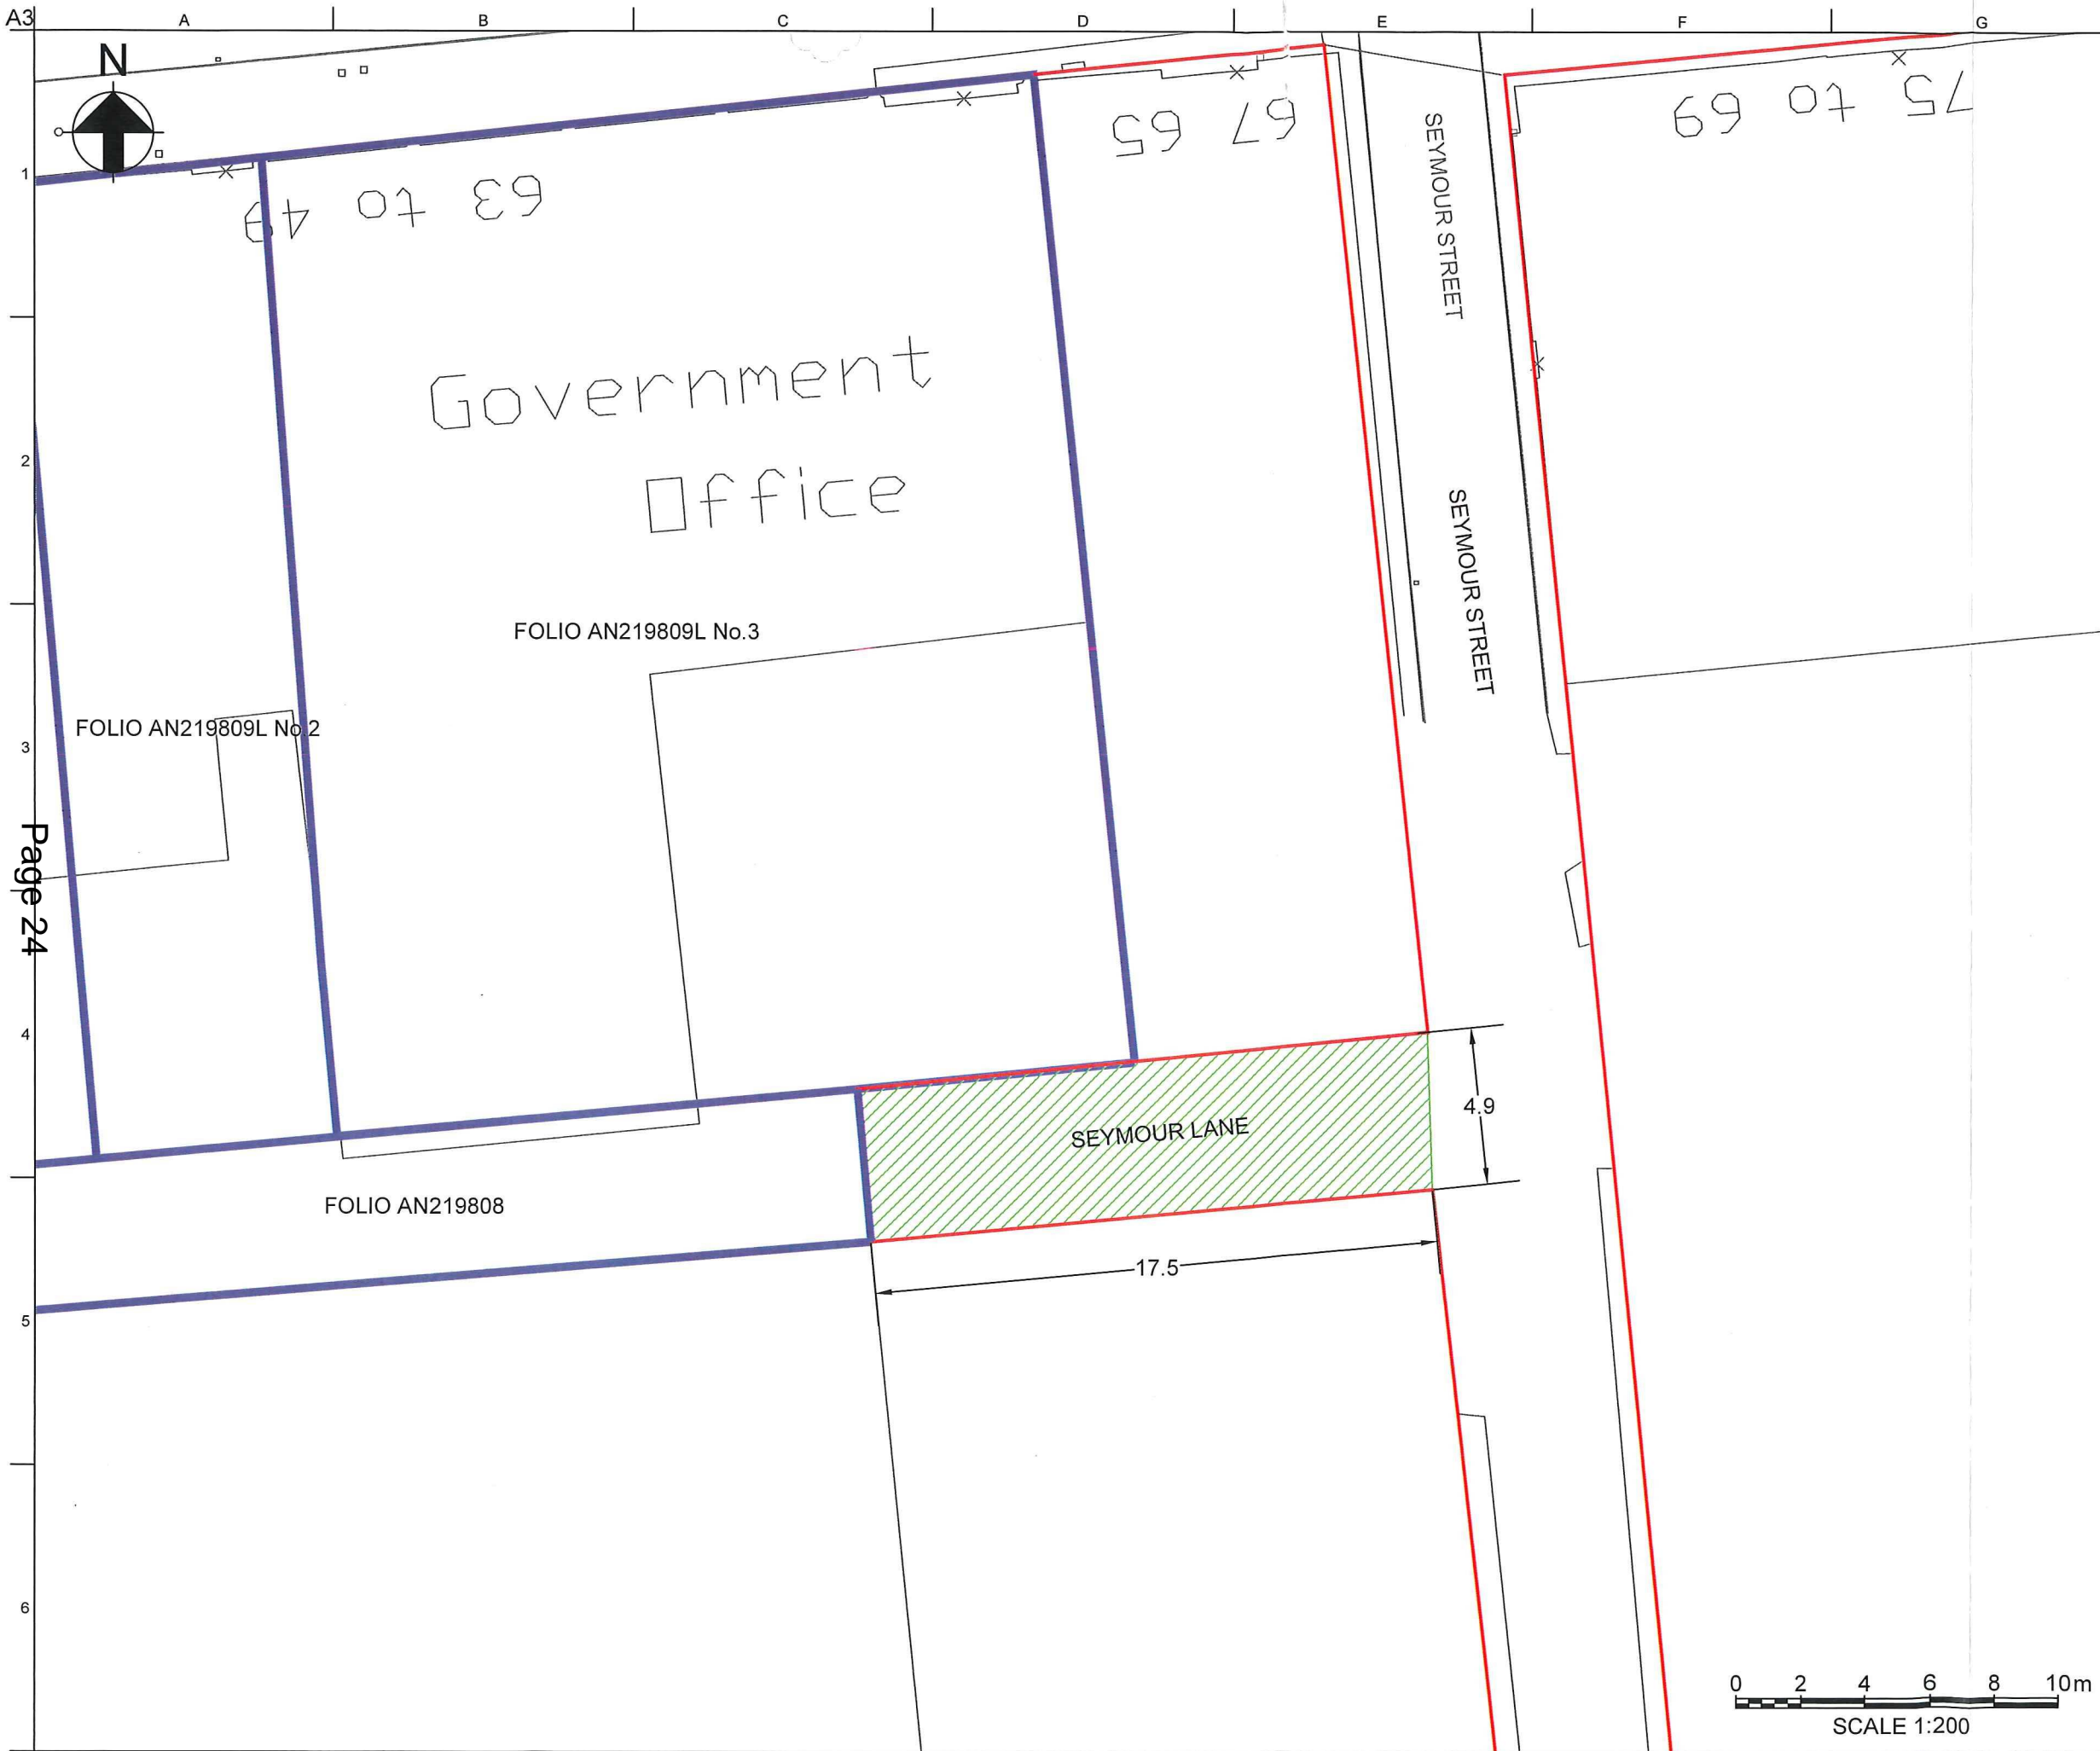 A3 A B C D E F G
N
1
2
3
4
5
6
63 to 49
65 67
75 to 69
SEYMOUR STREET
SEYMOUR STREET
Government
Office
FOLIO AN219809L No.3
FOLIO AN219809L No.2
Page 24
4.9
SEYMOUR LANE
FOLIO AN219808
17.5
0 2 4 6 8 10m
SCALE 1:200